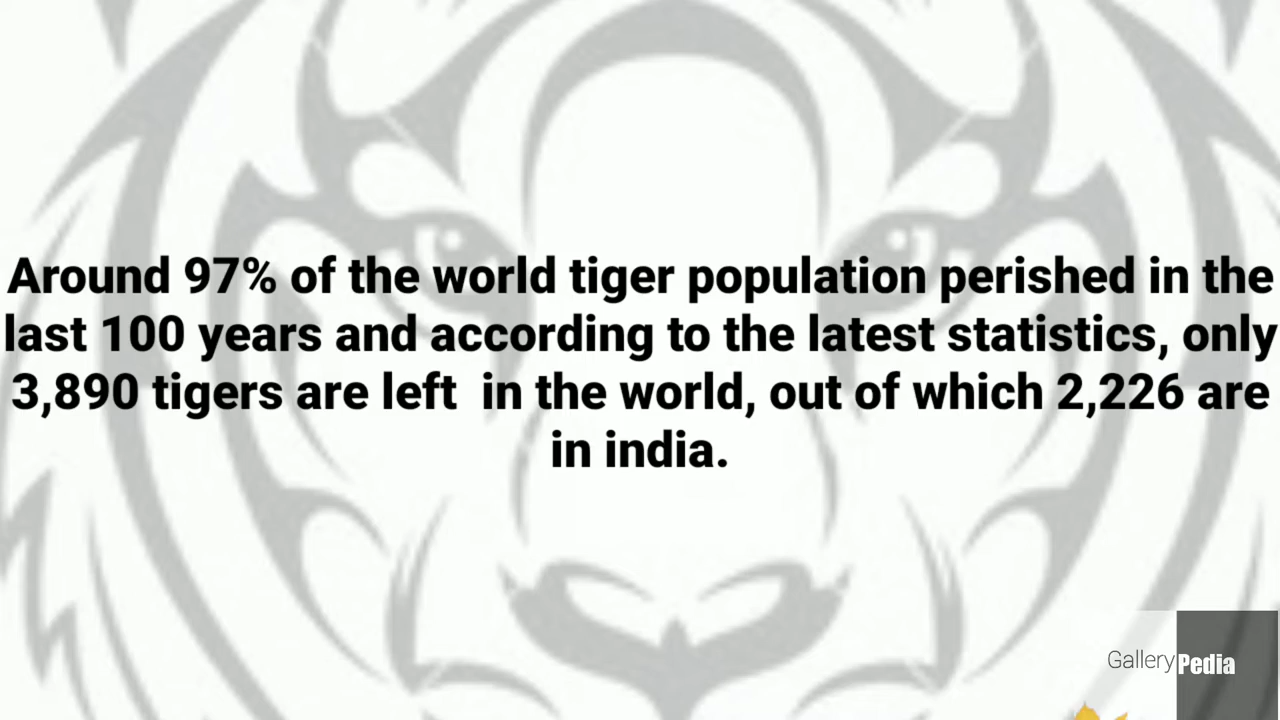 Around 97% of the world tiger population perished in the
last 100 years and according to the latest statistics, only
3,890 tigers are left  in the world, out of which 2,226 are
in india.
GalleryPedia